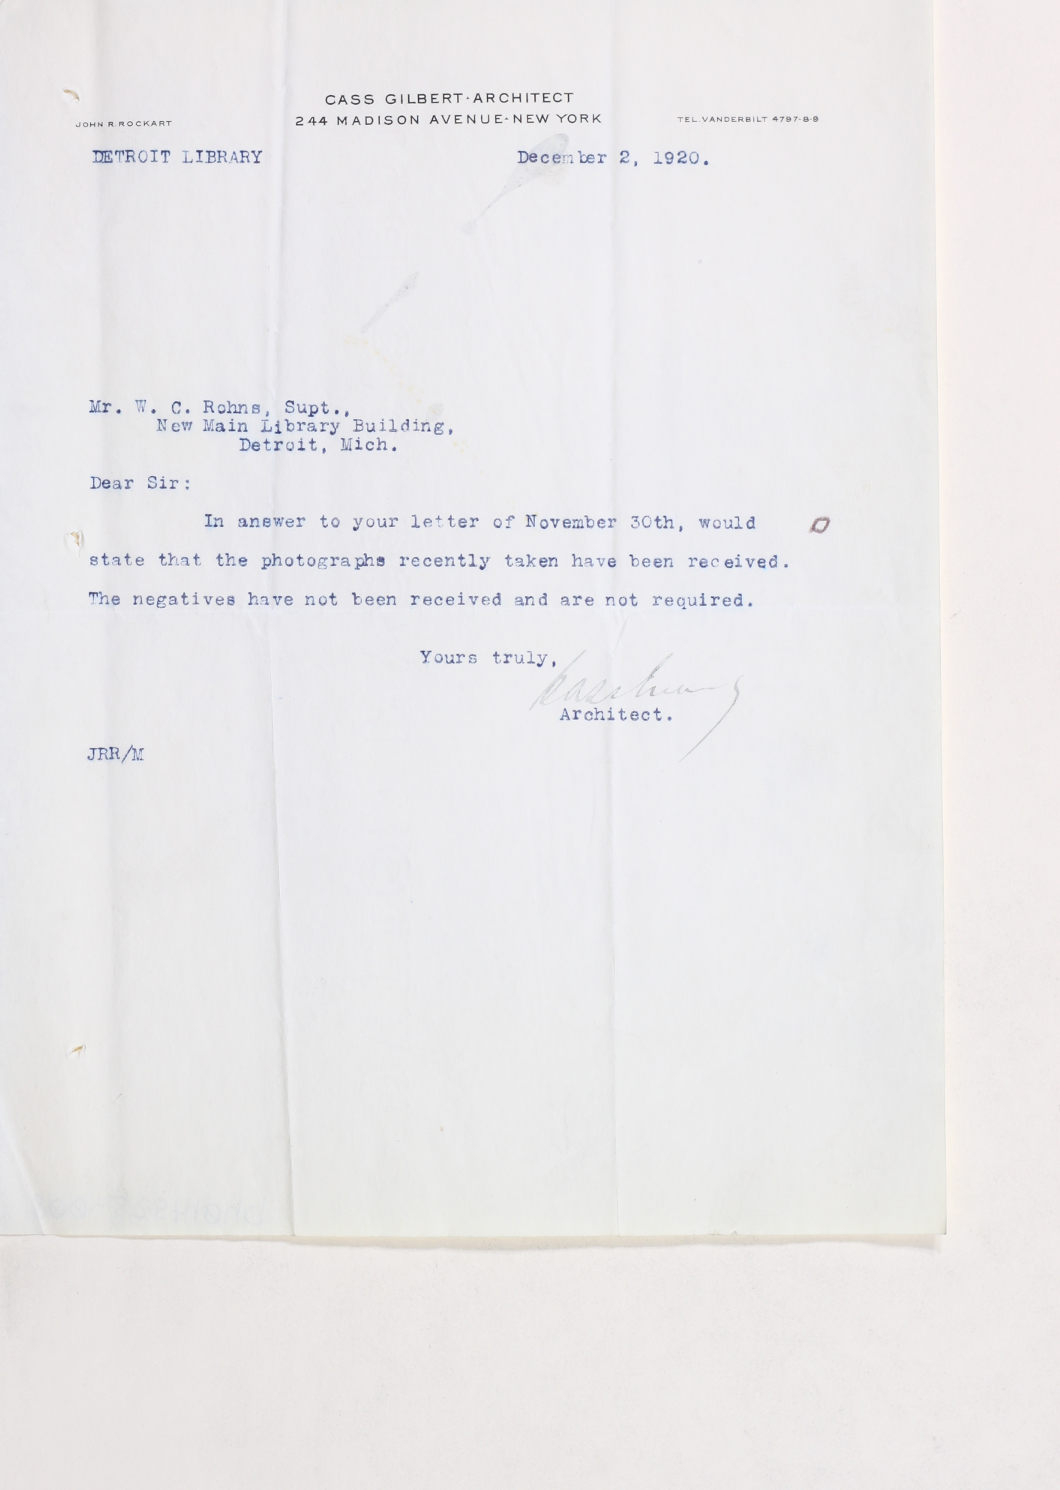 CASS GILBERT·ARCHITECT
244 MADISON AVENUE·NEW YORK
JOHN R. ROCKART
TEL. VANDERBILT 4797-8-9
DETROIT LIBRARY
December 2, 1920.
Mr. W. C. Rohns, Supt.,
New Main Library Building,
Detroit, Mich.
Dear Sir:
In answer to your letter of November 30th, would
state that the photographs recently taken have been received.
The negatives have not been received and are not required.
Yours truly,
Architect.
JRR/M